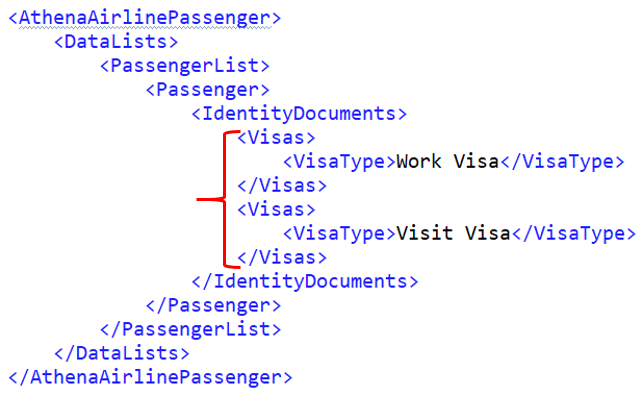 <AthenaAirlinePassenger>
    <DataLists>
        <PassengerList>
            <Passenger>
                <IdentityDocuments>
                    <Visas>
                        <VisaType>Work Visa</VisaType>
                    </Visas>
                    <Visas>
                        <VisaType>Visit Visa</VisaType>
                    </Visas>
                </IdentityDocuments>
            </Passenger>
        </PassengerList>
    </DataLists>
</AthenaAirlinePassenger>